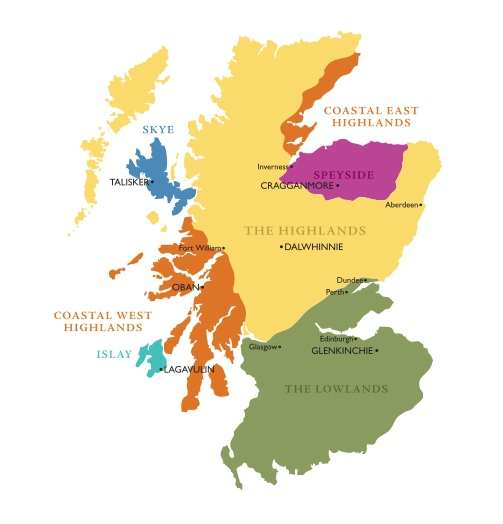 COASTAL EAST
HIGHLANDS
SKYE
Inverness
SPEYSIDE
TALISKER
CRAGGANMORE
Aberdeen
THE HIGHLANDS
Fort William
DALWHINNIE
Dundee
OBAN
Perth
COASTAL WEST
HIGHLANDS
Edinburgh
Glasgow
ISLAY
GLENKINCHIE
LAGAVULIN
THE LOWLANDS